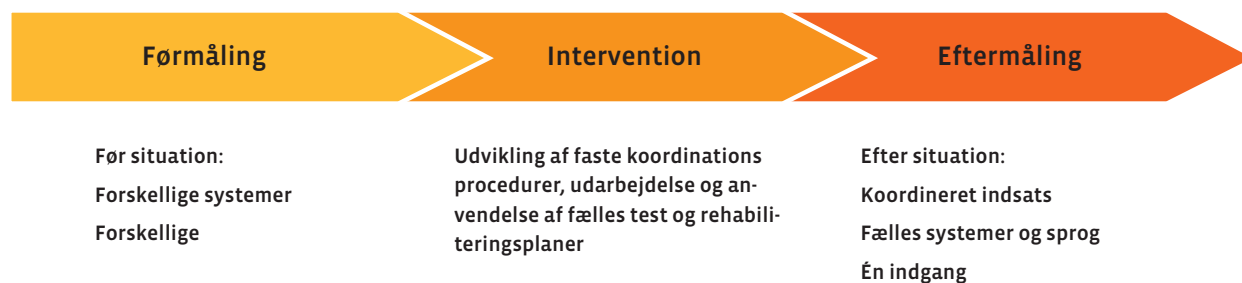 Førmåling
Intervention
Eftermåling
Før situation:
Forskellige systemer
Forskellige
Udvikling af faste koordinations
procedurer, udarbejdelse og an-
vendelse af fælles test og rehabili-
teringsplaner
Efter situation:
Koordineret indsats
Fælles systemer og sprog
Én indgang